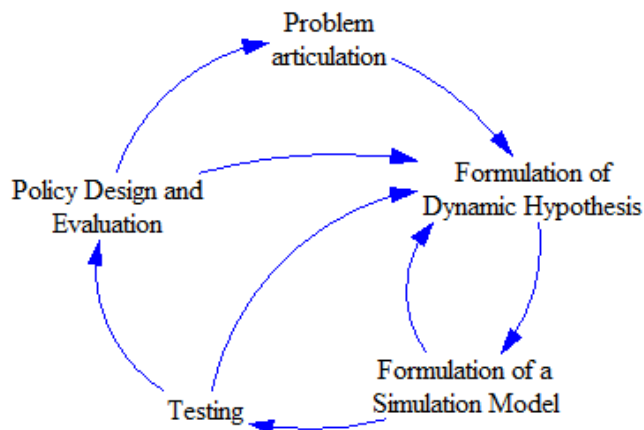 Problem
articulation
Formulation of
Dynamic Hypothesis
Formulation of a
Simulation Model
Testing
Policy Design and
Evaluation